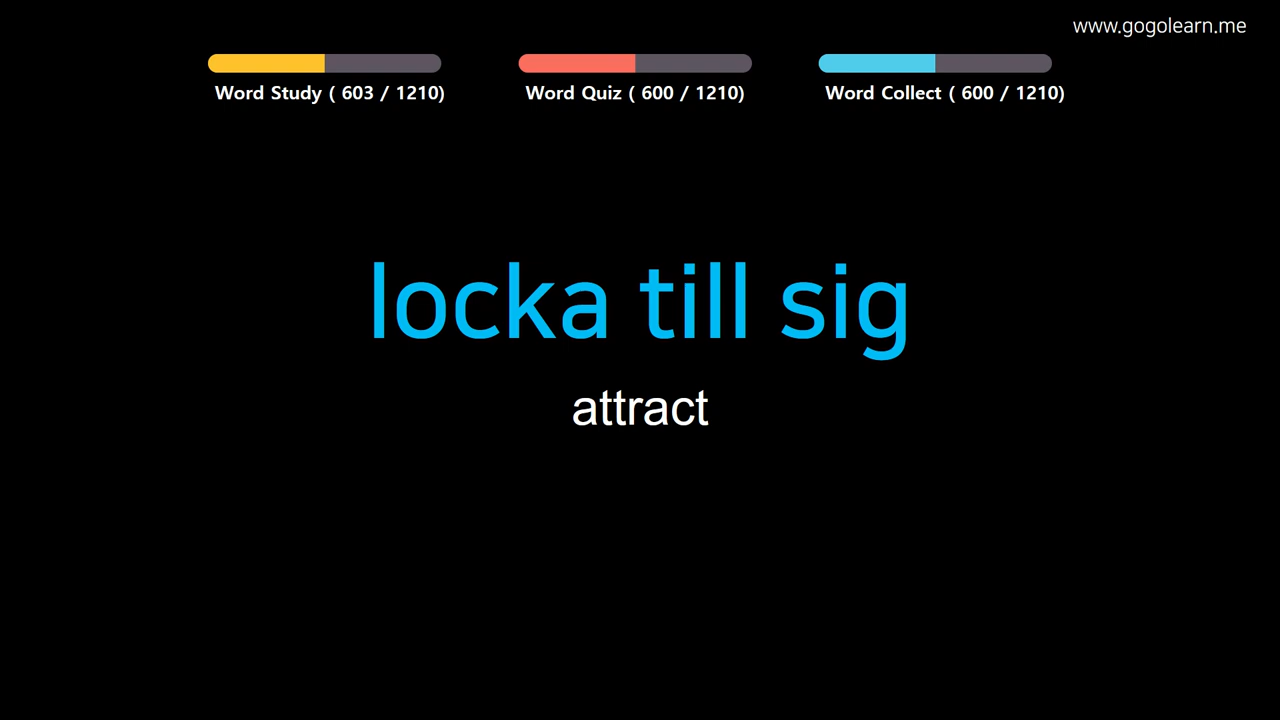 www.gogolearn.me
Word Study ( 603 / 1210)
Word Quiz ( 600 / 1210)
Word Collect ( 600 / 1210)
locka till sig
attract